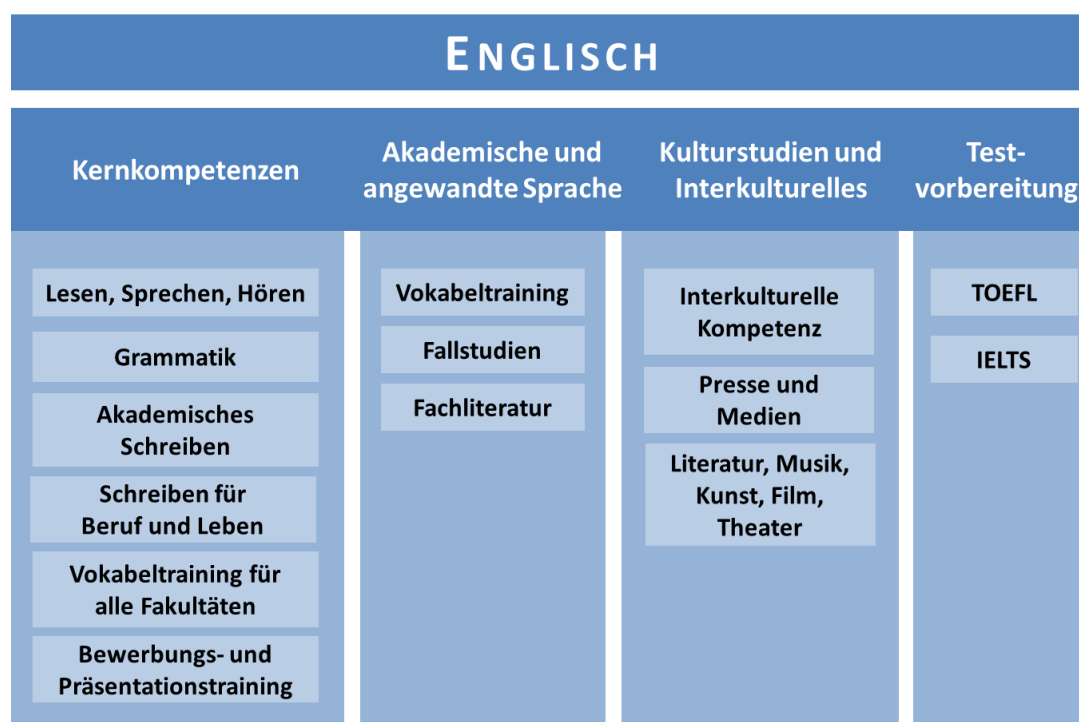 ENGLISCH
Kernkompetenzen
Akademische und
angewandte Sprache
Kulturstudien und
Interkulturelles
Test-
vorbereitung
Lesen, Sprechen, Hören
Grammatik
Akademisches
Schreiben
Schreiben für
Beruf und Leben
Vokabeltraining für
alle Fakultäten
Bewerbungs- und
Präsentationstraining
Vokabeltraining
Fallstudien
Fachliteratur
Interkulturelle
Kompetenz
Presse und
Medien
Literatur, Musik,
Kunst, Film,
Theater
TOEFL
IELTS